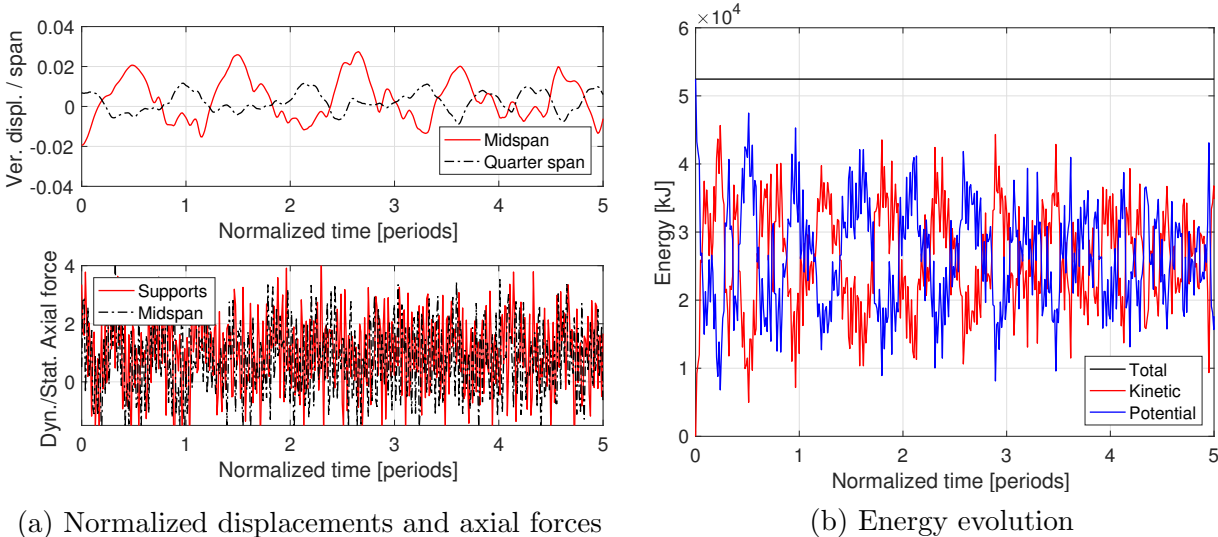 0.04
0.02
0
-0.02
-0.04
Ver. displ. / span
Midspan
Quarter span
0 1 2 3 4 5
Normalized time [periods]
4
2
0
Dyn./Stat. Axial force
Supports
Midspan
0 1 2 3 4 5
Normalized time [periods]
(a) Normalized displacements and axial forces
×10⁴
6
5
4
3
2
1
0
Energy [kJ]
Total
Kinetic
Potential
0 1 2 3 4 5
Normalized time [periods]
(b) Energy evolution